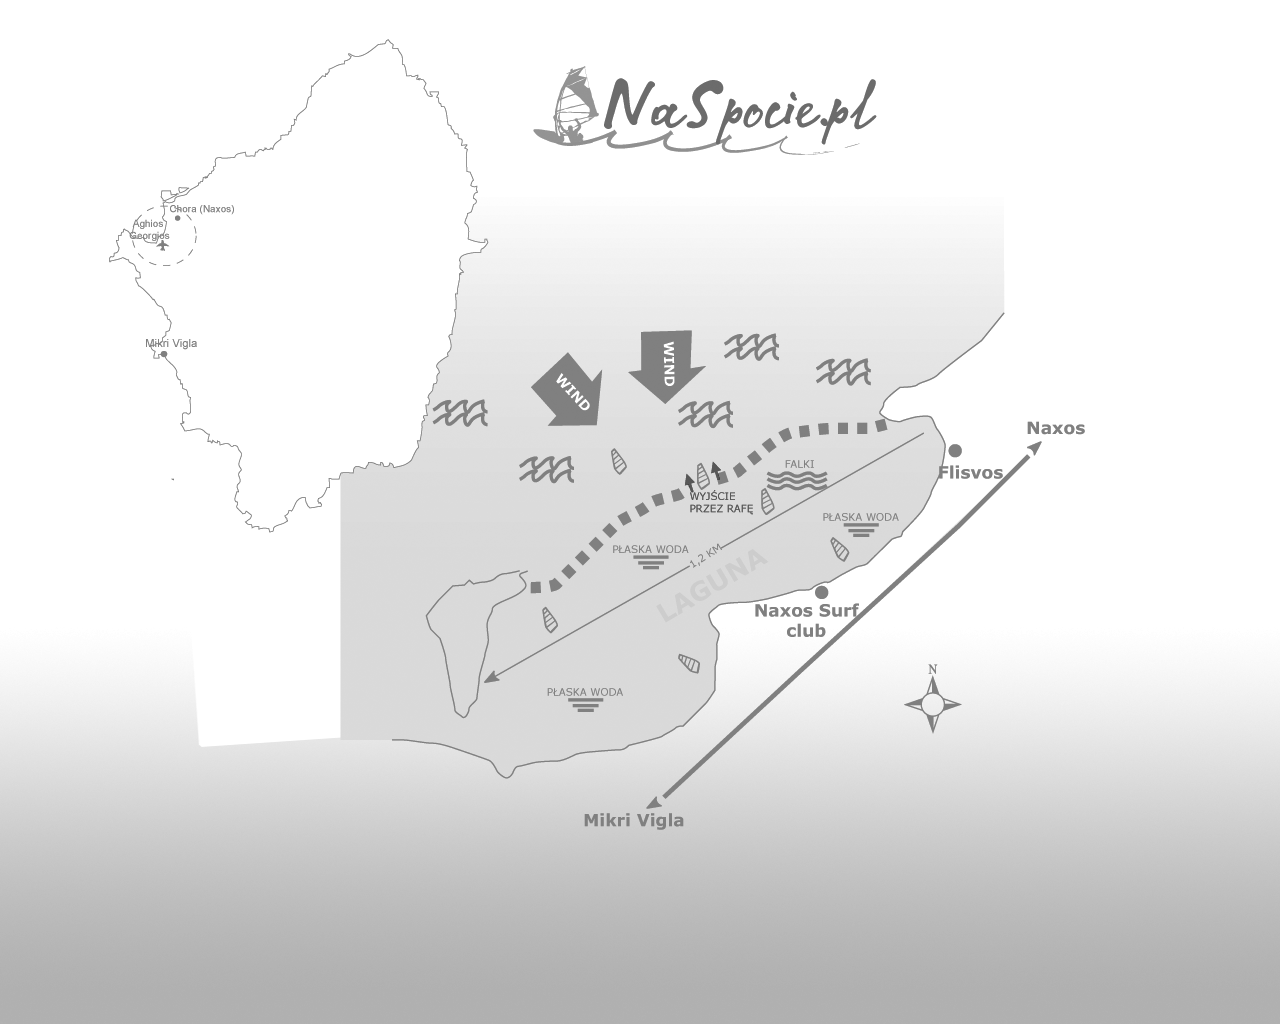 NaSpocie.pl
Chora (Naxos)
Aghios
Georgios
Mikri Vigla
WIND
WIND
Naxos
Flisvos
FALKI
WYJŚCIE
PRZEZ RAFĘ
PŁASKA WODA
PŁASKA WODA
1,2 KM
LAGUNA
Naxos Surf
club
PŁASKA WODA
N
Mikri Vigla